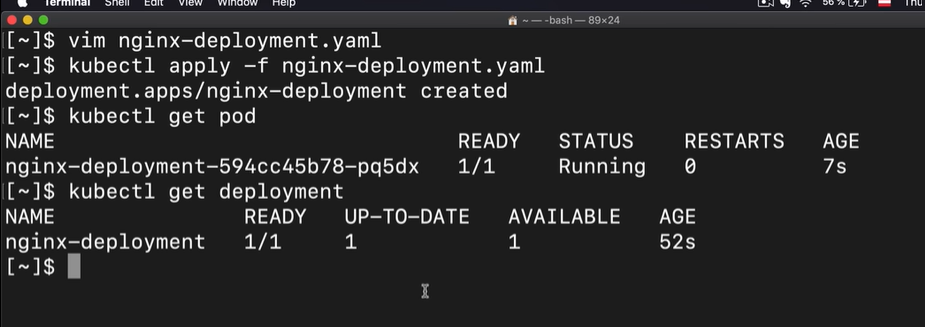 Terminal Shell Edit View Window Help 56 % Thu
~ — -bash — 89×24
[~]$ vim nginx-deployment.yaml
[~]$ kubectl apply -f nginx-deployment.yaml
deployment.apps/nginx-deployment created
[~]$ kubectl get pod
NAME READY STATUS RESTARTS AGE
nginx-deployment-594cc45b78-pq5dx 1/1 Running 0 7s
[~]$ kubectl get deployment
NAME READY UP-TO-DATE AVAILABLE AGE
nginx-deployment 1/1 1 1 52s
[~]$